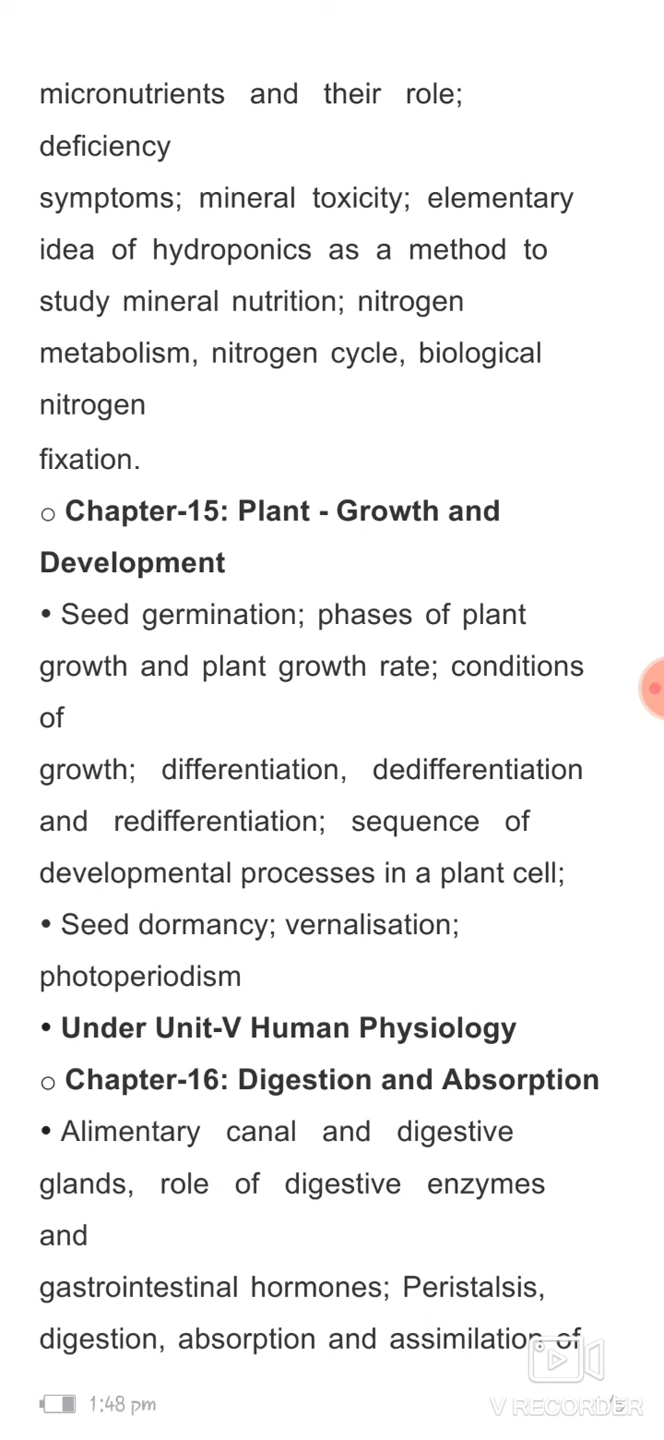 micronutrients and their role;
deficiency
symptoms; mineral toxicity; elementary
idea of hydroponics as a method to
study mineral nutrition; nitrogen
metabolism, nitrogen cycle, biological
nitrogen
fixation.
○ Chapter-15: Plant - Growth and
Development
• Seed germination; phases of plant
growth and plant growth rate; conditions
of
growth; differentiation, dedifferentiation
and redifferentiation; sequence of
developmental processes in a plant cell;
• Seed dormancy; vernalisation;
photoperiodism
• Under Unit-V Human Physiology
○ Chapter-16: Digestion and Absorption
• Alimentary canal and digestive
glands, role of digestive enzymes
and
gastrointestinal hormones; Peristalsis,
digestion, absorption and assimilation of
1:48 pm
V RECORDER